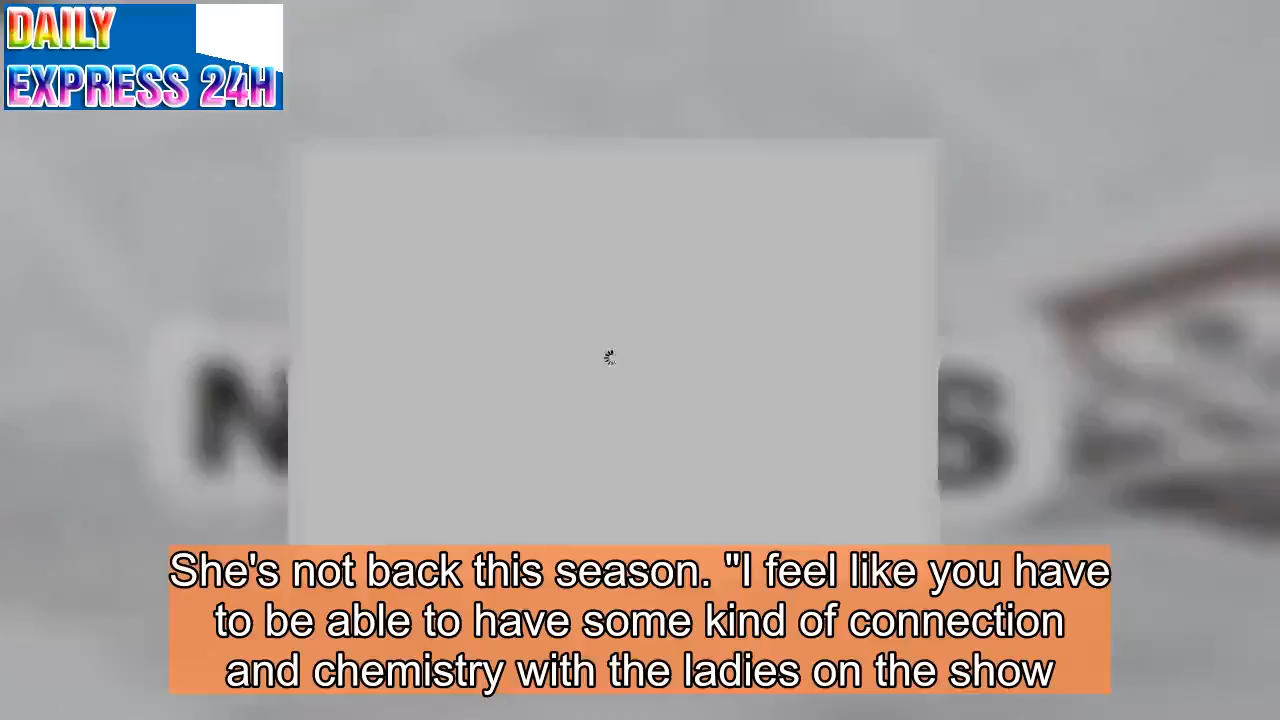 DAILY
EXPRESS 24H
N
S
She's not back this season. "I feel like you have
to be able to have some kind of connection
and chemistry with the ladies on the show